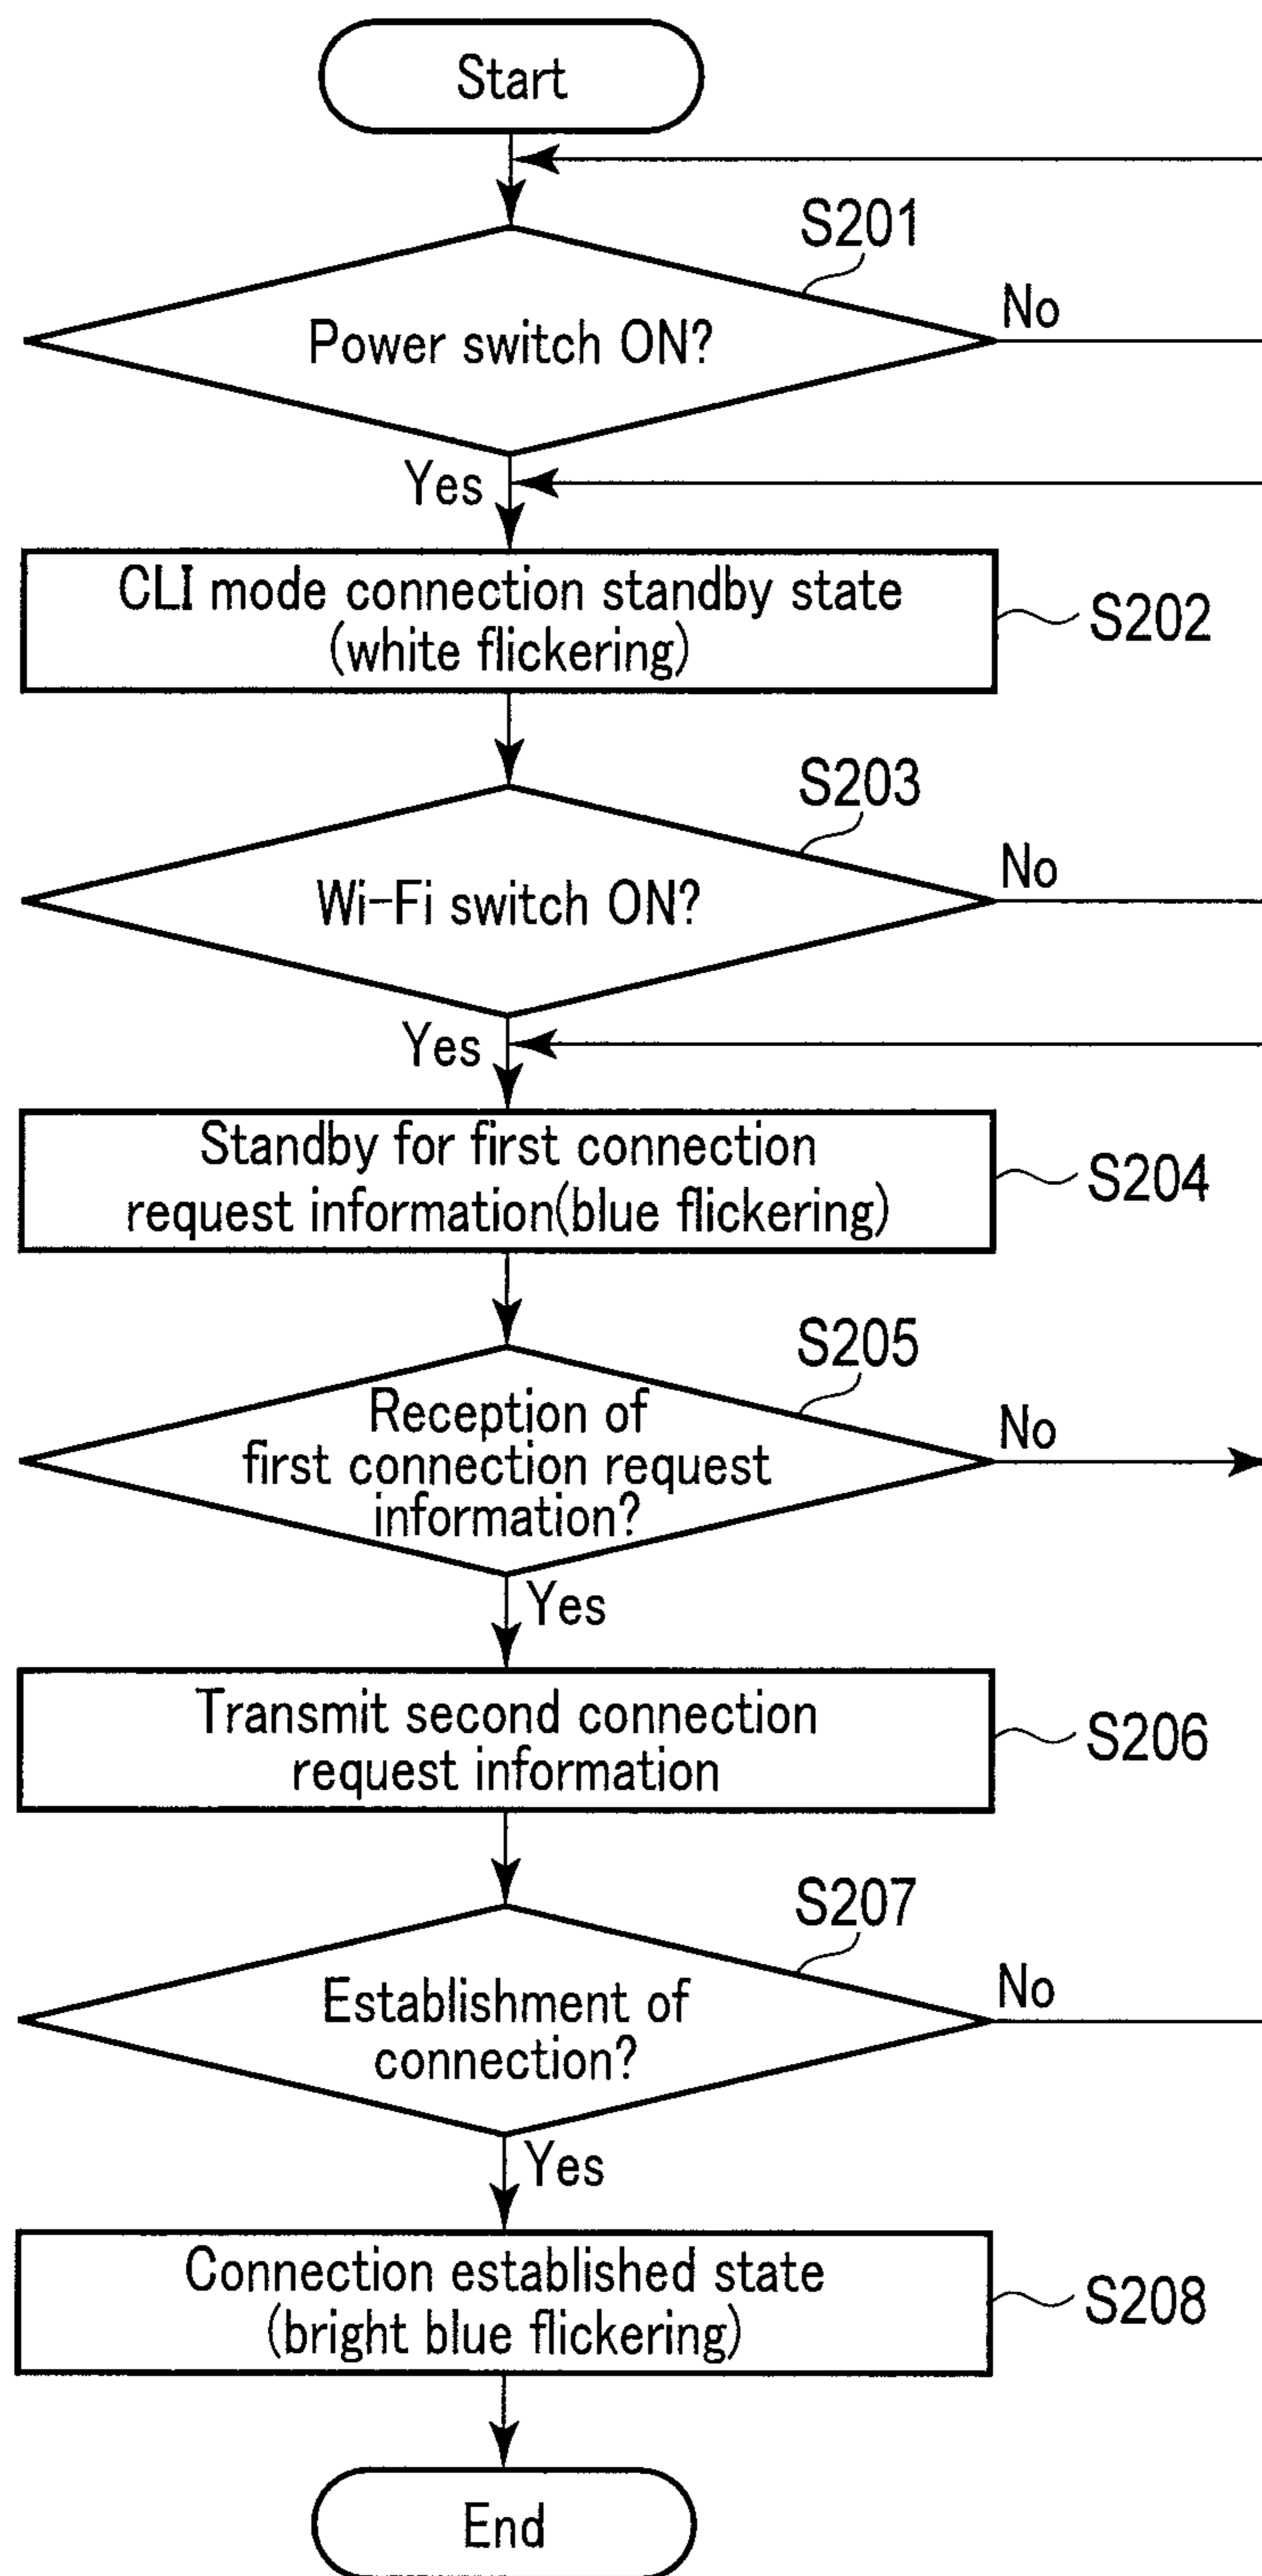 Start
S201
Power switch ON?
No
Yes
CLI mode connection standby state
(white flickering)
S202
S203
Wi-Fi switch ON?
No
Yes
Standby for first connection
request information(blue flickering)
S204
S205
Reception of
first connection request
information?
No
Yes
Transmit second connection
request information
S206
S207
Establishment of
connection?
No
Yes
Connection established state
(bright blue flickering)
S208
End